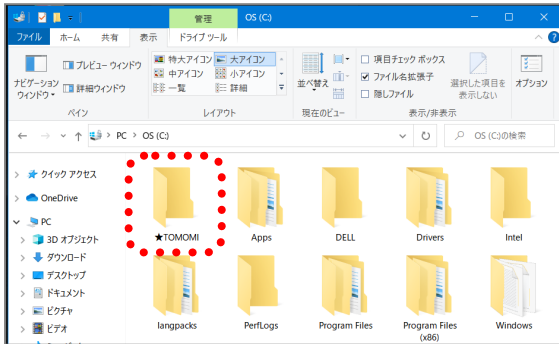 管理 OS (C:)
ファイル ホーム 共有 表示 ドライブ ツール
ナビゲーション ウィンドウ
プレビュー ウィンドウ
詳細ウィンドウ
ペイン
特大アイコン 大アイコン
中アイコン 小アイコン
一覧 詳細
レイアウト
並べ替え
現在のビュー
項目チェック ボックス
ファイル名拡張子
隠しファイル
選択した項目を
表示しない
表示/非表示
オプション
PC > OS (C:)
OS (C:)の検索
クイック アクセス
OneDrive
PC
3D オブジェクト
ダウンロード
デスクトップ
ドキュメント
ピクチャ
ビデオ
★TOMOMI
Apps
DELL
Drivers
Intel
langpacks
PerfLogs
Program Files
Program Files
(x86)
Windows